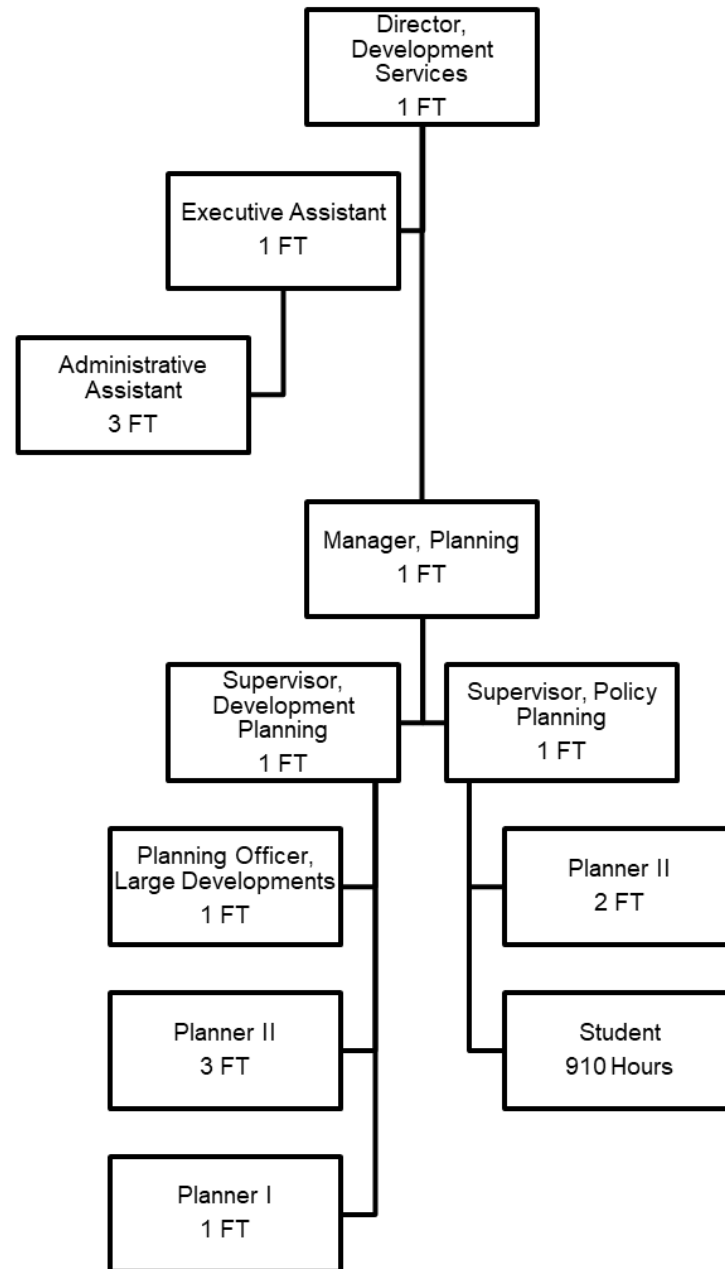 Director,
Development
Services
1 FT
Executive Assistant
1 FT
Administrative
Assistant
3 FT
Manager, Planning
1 FT
Supervisor,
Development
Planning
1 FT
Supervisor, Policy
Planning
1 FT
Planning Officer,
Large Developments
1 FT
Planner II
2 FT
Planner II
3 FT
Student
910 Hours
Planner I
1 FT